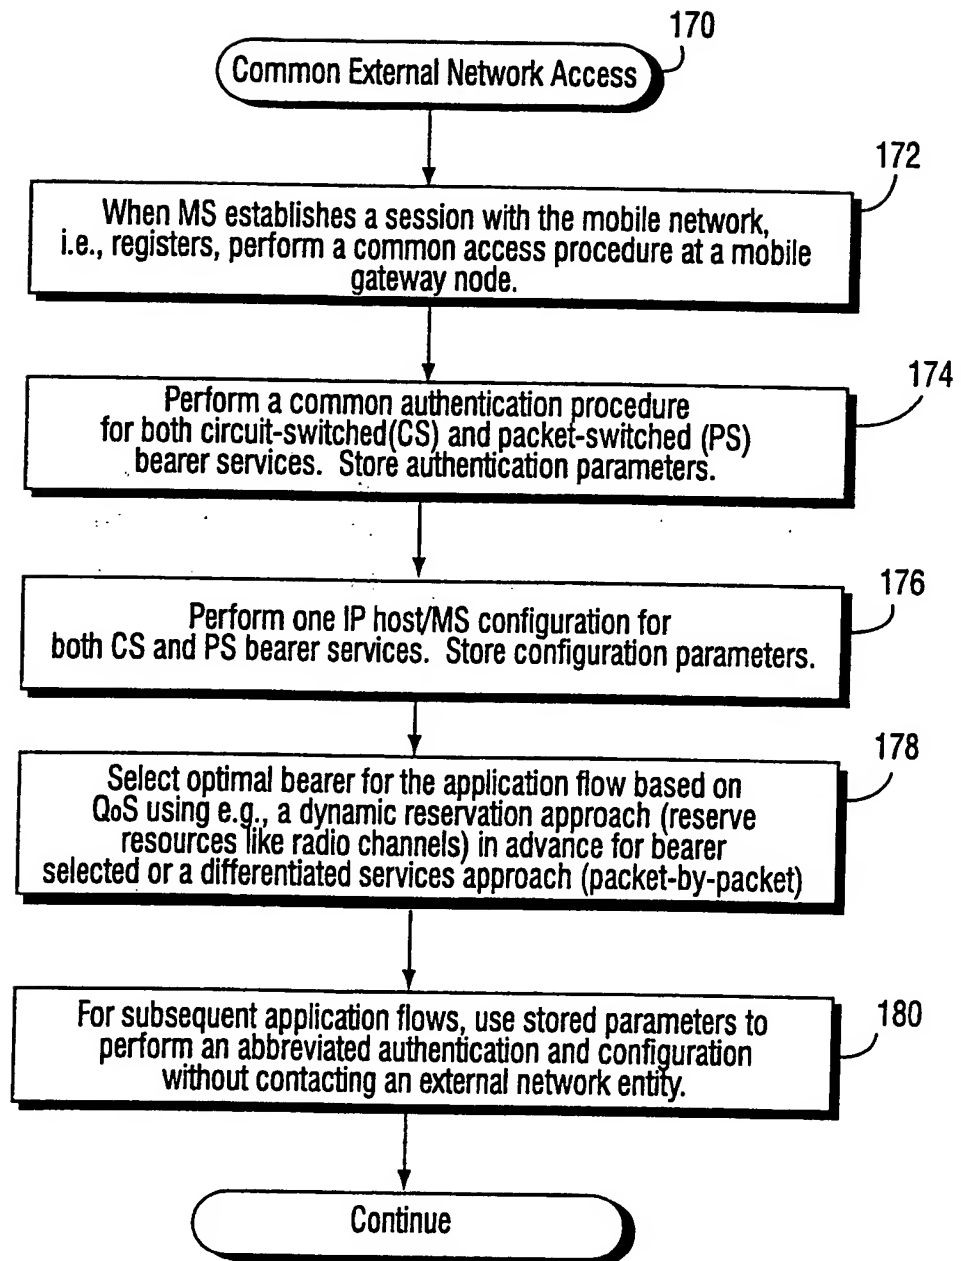 170
Common External Network Access
172
When MS establishes a session with the mobile network,
i.e., registers, perform a common access procedure at a mobile
gateway node.
174
Perform a common authentication procedure
for both circuit-switched(CS) and packet-switched (PS)
bearer services. Store authentication parameters.
176
Perform one IP host/MS configuration for
both CS and PS bearer services. Store configuration parameters.
178
Select optimal bearer for the application flow based on
QoS using e.g., a dynamic reservation approach (reserve
resources like radio channels) in advance for bearer
selected or a differentiated services approach (packet-by-packet)
180
For subsequent application flows, use stored parameters to
perform an abbreviated authentication and configuration
without contacting an external network entity.
Continue